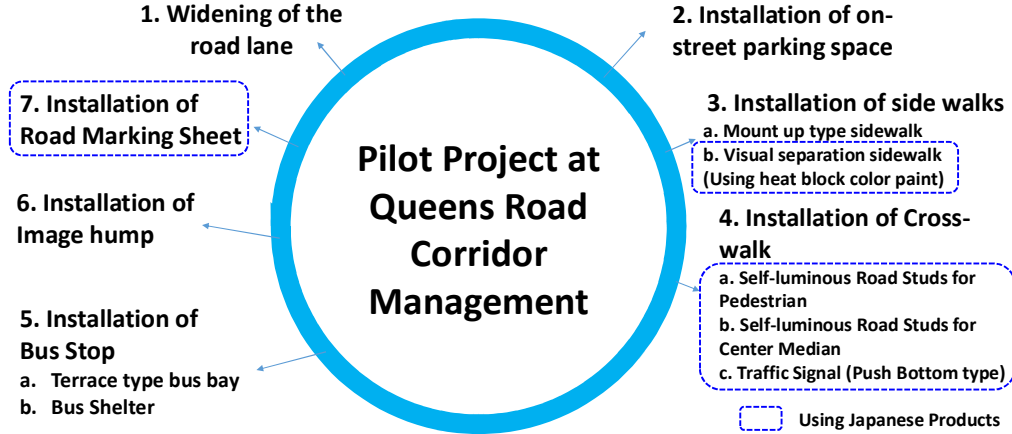 1. Widening of the
road lane
2. Installation of on-
street parking space
7. Installation of
Road Marking Sheet
3. Installation of side walks
a. Mount up type sidewalk
b. Visual separation sidewalk
(Using heat block color paint)
Pilot Project at
Queens Road
Corridor
Management
6. Installation of
Image hump
4. Installation of Cross-
walk
a. Self-luminous Road Studs for
Pedestrian
b. Self-luminous Road Studs for
Center Median
c. Traffic Signal (Push Bottom type)
5. Installation of
Bus Stop
a. Terrace type bus bay
b. Bus Shelter
Using Japanese Products